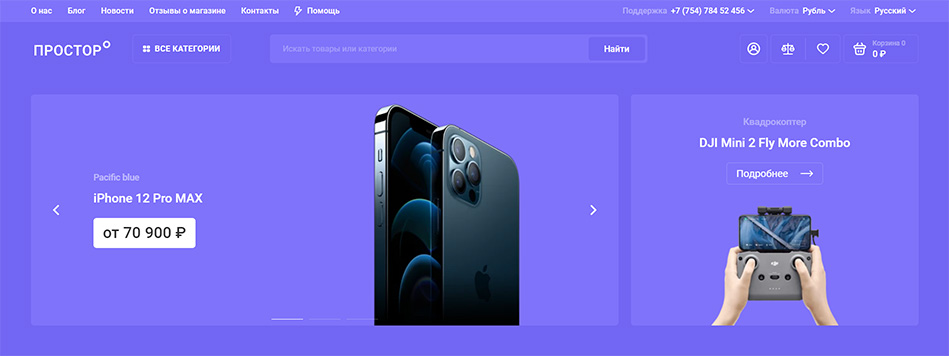 О нас Блог Новости Отзывы о магазине Контакты Помощь Поддержка +7 (754) 784 52 456 Валюта Рубль Язык Русский
ПРОСТОР ВСЕ КАТЕГОРИИ Искать товары или категории Найти Корзина 0
0 ₽
Квадрокоптер
DJI Mini 2 Fly More Combo
Подробнее
Pacific blue
iPhone 12 Pro MAX
от 70 900 ₽
dji